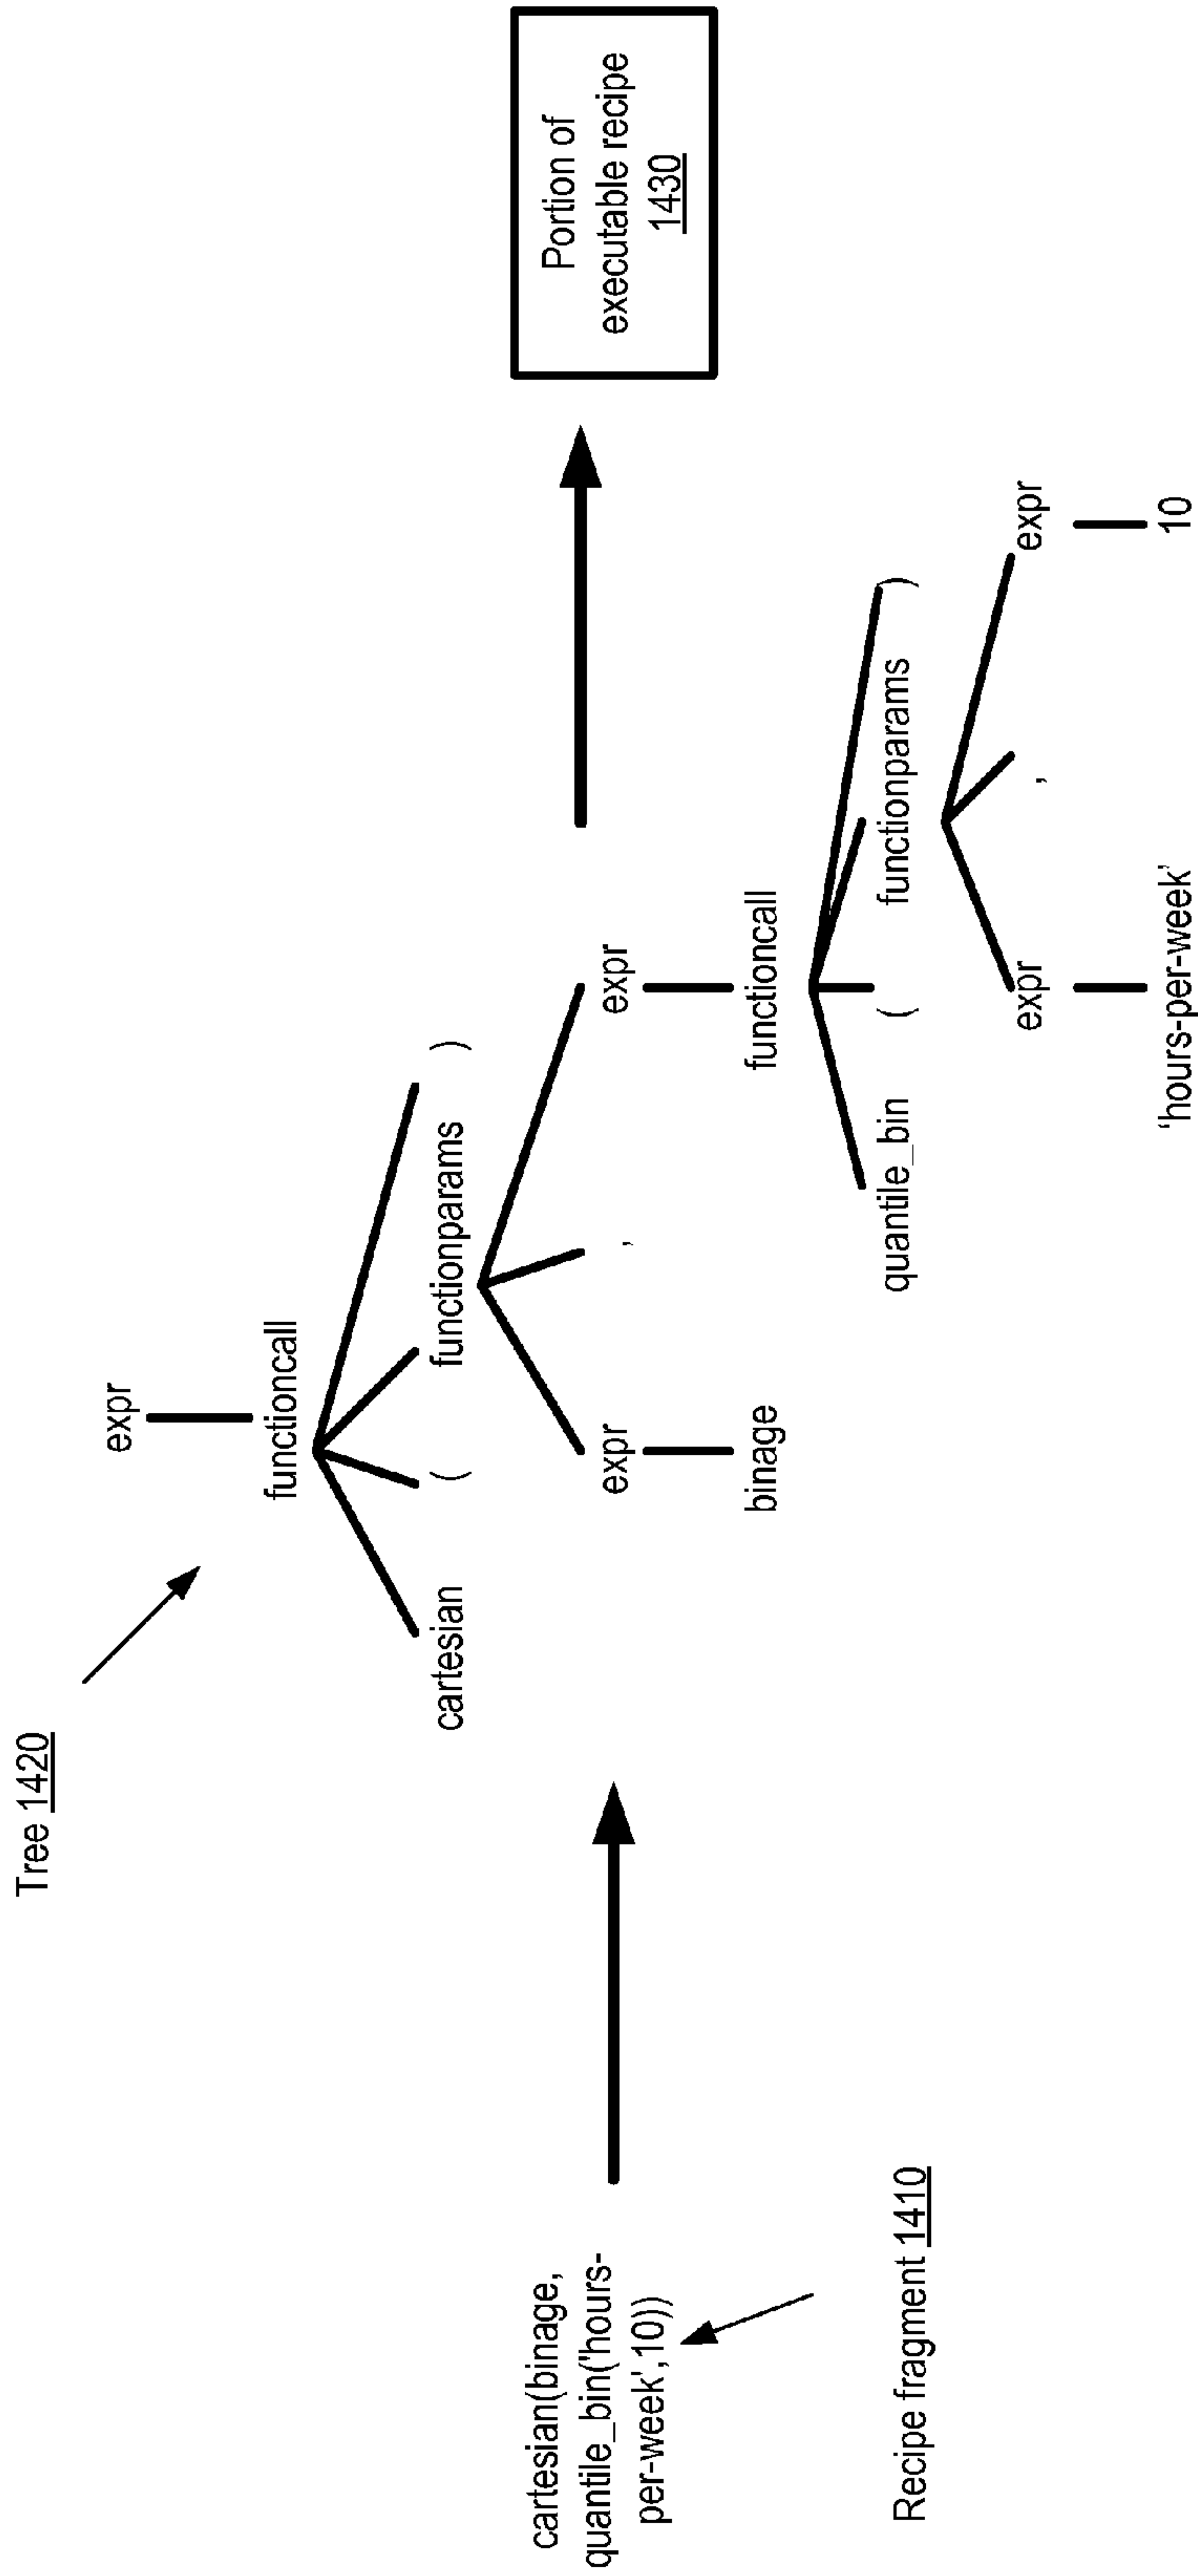 Tree 1420
expr
functioncall
cartesian ( functionparams )
expr , expr
binage functioncall
quantile_bin ( functionparams )
expr , expr
‘hours-per-week’ 10
cartesian(binage,
quantile_bin('hours-
per-week',10))
Recipe fragment 1410
Portion of
executable recipe
1430